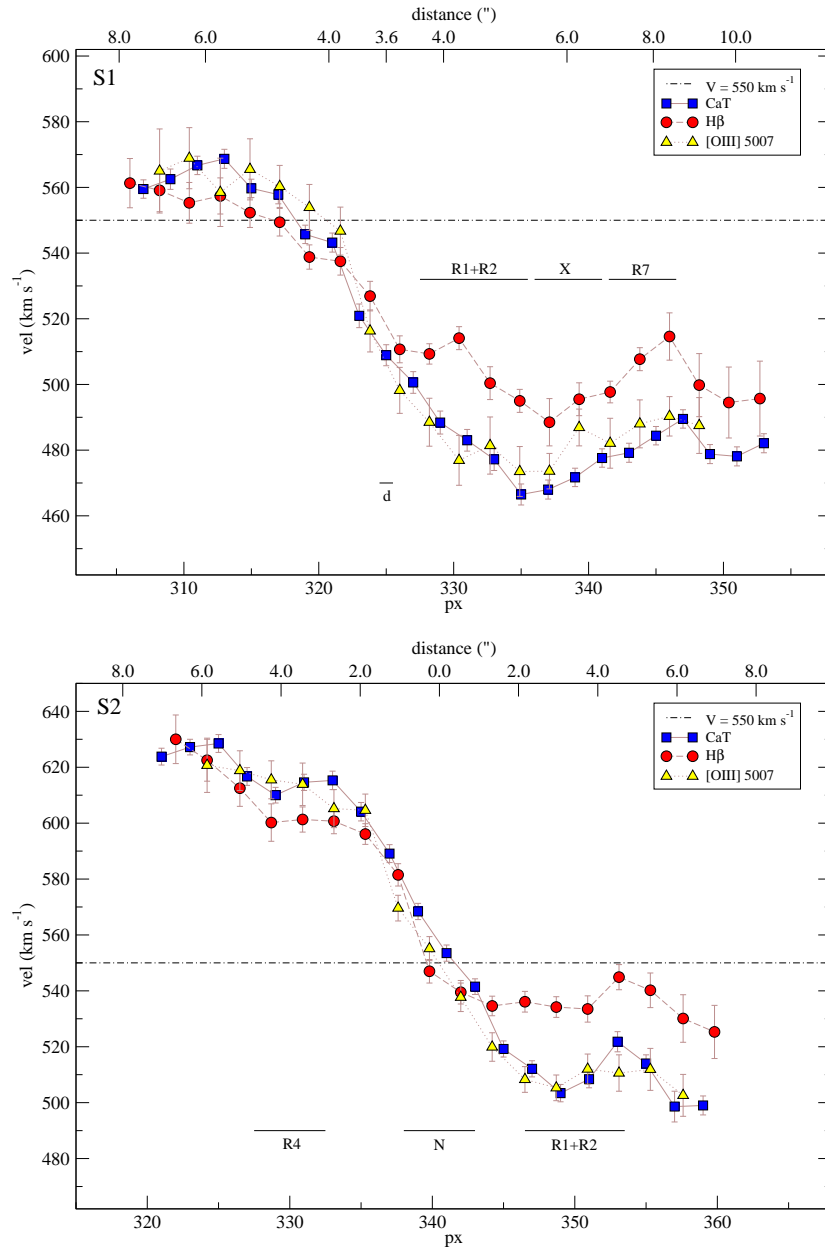 distance (")
8.0 6.0 4.0 3.6 4.0 6.0 8.0 10.0
S1
V = 550 km s-1
CaT
Hβ
[OIII] 5007
600
580
560
540
520
500
480
460
vel (km s-1)
R1+R2 X R7
d
310 320 330 340 350
px
distance (")
8.0 6.0 4.0 2.0 0.0 2.0 4.0 6.0 8.0
S2
V = 550 km s-1
CaT
Hβ
[OIII] 5007
640
620
600
580
560
540
520
500
480
vel (km s-1)
R4 N R1+R2
320 330 340 350 360
px